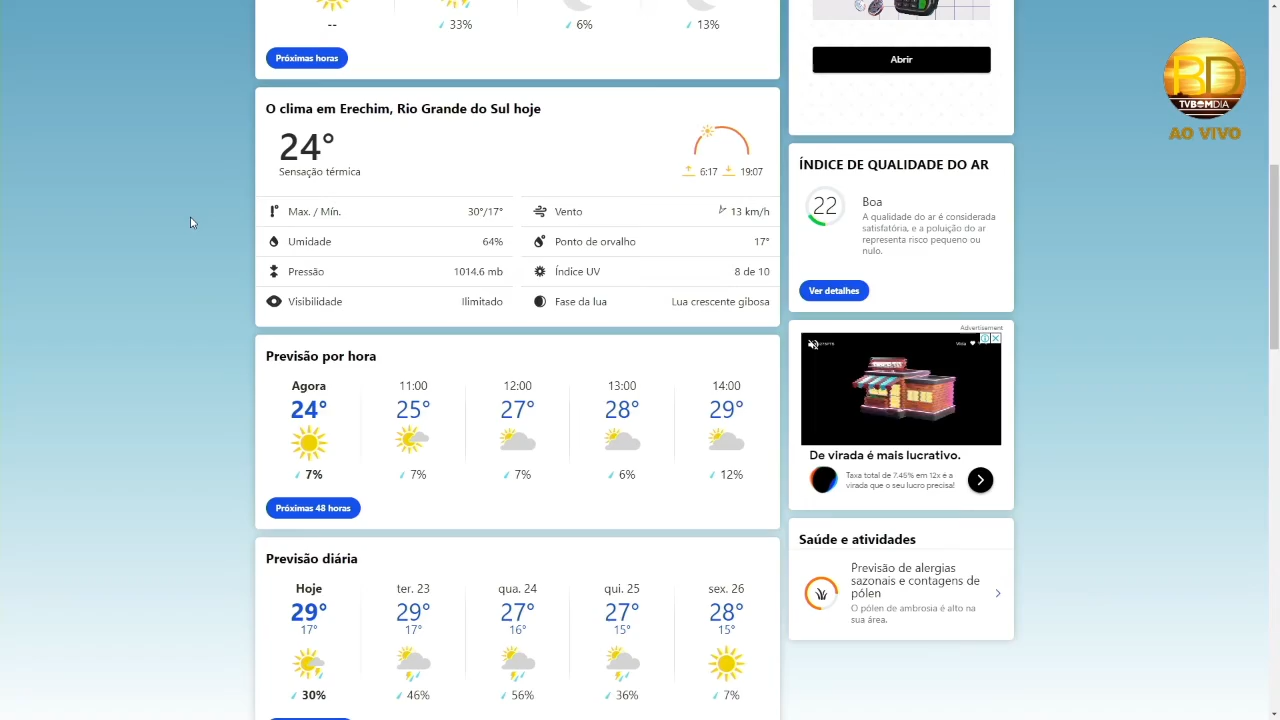 --
33%
6%
13%
Próximas horas
O clima em Erechim, Rio Grande do Sul hoje
24°
Sensação térmica
6:17
19:07
Max. / Mín.
30°/17°
Vento
13 km/h
Umidade
64%
Ponto de orvalho
17°
Pressão
1014.6 mb
Índice UV
8 de 10
Visibilidade
Ilimitado
Fase da lua
Lua crescente gibosa
Previsão por hora
Agora
11:00
12:00
13:00
14:00
24°
25°
27°
28°
29°
7%
7%
7%
6%
12%
Próximas 48 horas
Previsão diária
Hoje
ter. 23
qua. 24
qui. 25
sex. 26
29°
29°
27°
27°
28°
17°
17°
16°
15°
15°
30%
46%
56%
36%
7%
Abrir
ÍNDICE DE QUALIDADE DO AR
22
Boa
A qualidade do ar é considerada
satisfatória, e a poluição do ar
representa risco pequeno ou
nulo.
Ver detalhes
Advertisement
De virada é mais lucrativo.
Taxa total de 7.45% em 12x é a
virada que o seu lucro precisa!
Saúde e atividades
Previsão de alergias
sazonais e contagens de
pólen
O pólen de ambrosia é alto na
sua área.
BD
TVBOMDIA
AO VIVO